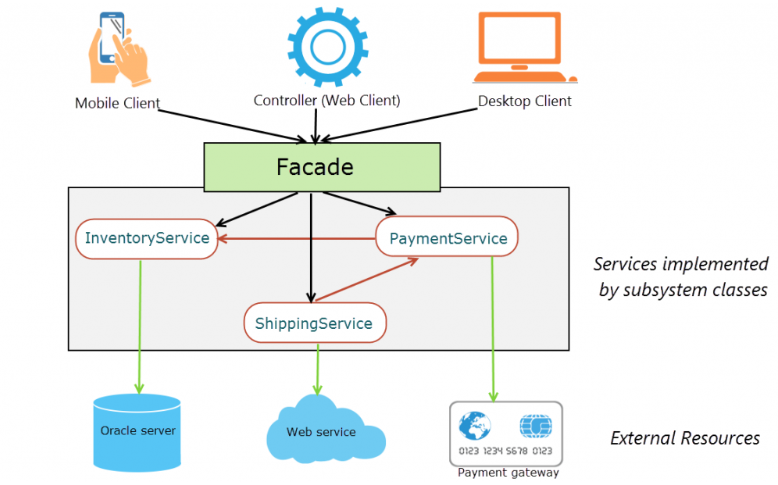 Mobile Client
Controller (Web Client)
Desktop Client
Facade
InventoryService
PaymentService
ShippingService
Services implemented
by subsystem classes
Oracle server
Web service
0123 1234 5678 0123
Payment gateway
External Resources